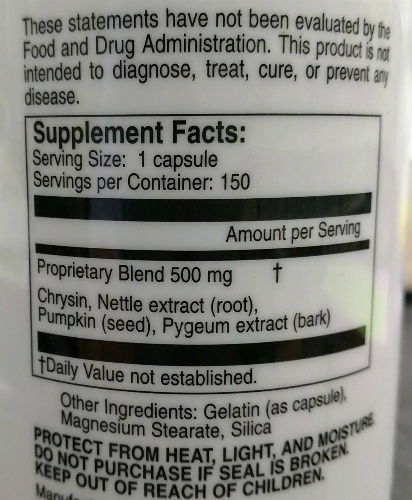 These statements have not been evaluated by the
Food and Drug Administration. This product is not
intended to diagnose, treat, cure, or prevent any
disease.
Supplement Facts:
Serving Size: 1 capsule
Servings per Container: 150
Amount per Serving
Proprietary Blend 500 mg †
Chrysin, Nettle extract (root),
Pumpkin (seed), Pygeum extract (bark)
†Daily Value not established.
Other Ingredients: Gelatin (as capsule),
Magnesium Stearate, Silica
PROTECT FROM HEAT, LIGHT, AND MOISTURE.
DO NOT PURCHASE IF SEAL IS BROKEN.
KEEP OUT OF REACH OF CHILDREN.